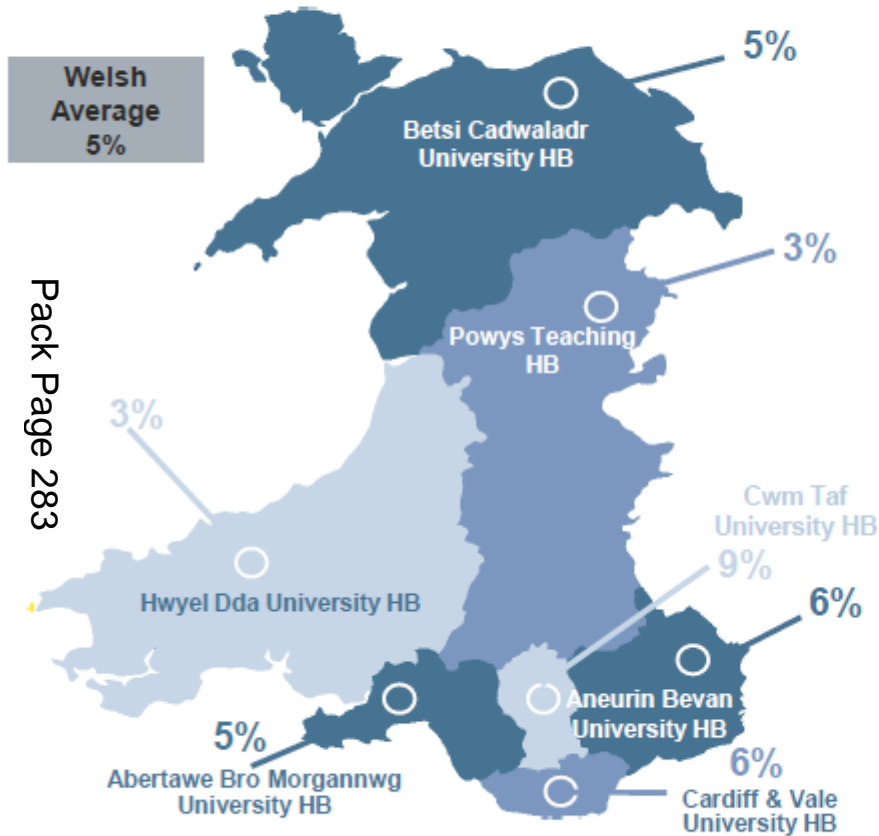 Welsh
Average
5%
5%
Betsi Cadwaladr
University HB
3%
Powys Teaching
HB
Pack Page 283
3%
Hwyel Dda University HB
Cwm Taf
University HB
9%
6%
Aneurin Bevan
University HB
5%
Abertawe Bro Morgannwg
University HB
6%
Cardiff & Vale
University HB